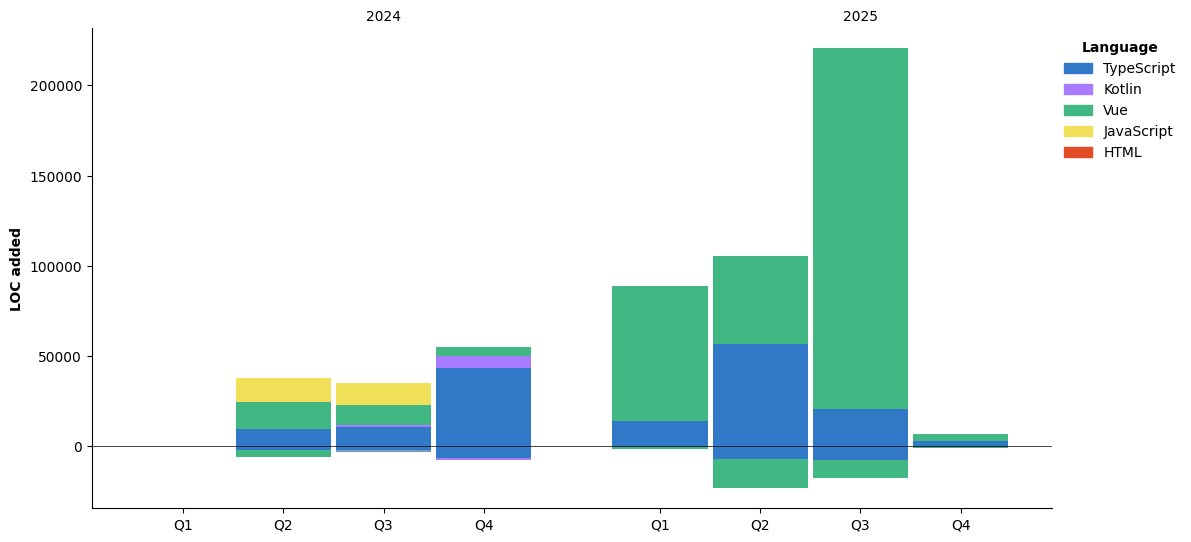 2024 2025
Language
TypeScript
Kotlin
Vue
JavaScript
HTML
LOC added
200000
150000
100000
50000
0
Q1 Q2 Q3 Q4 Q1 Q2 Q3 Q4